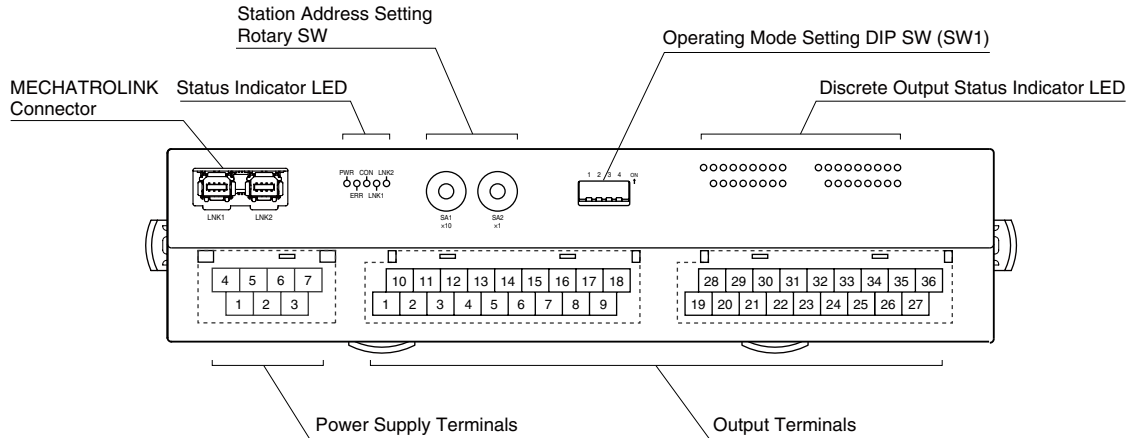 Station Address Setting
Rotary SW
Operating Mode Setting DIP SW (SW1)
MECHATROLINK
Connector
Status Indicator LED
Discrete Output Status Indicator LED
PWR CON LNK2
ERR LNK1
1 2 3 4 ON
LNK1 LNK2
SA1
×10
SA2
×1
4 5 6 7
1 2 3
10 11 12 13 14 15 16 17 18
1 2 3 4 5 6 7 8 9
28 29 30 31 32 33 34 35 36
19 20 21 22 23 24 25 26 27
Power Supply Terminals
Output Terminals